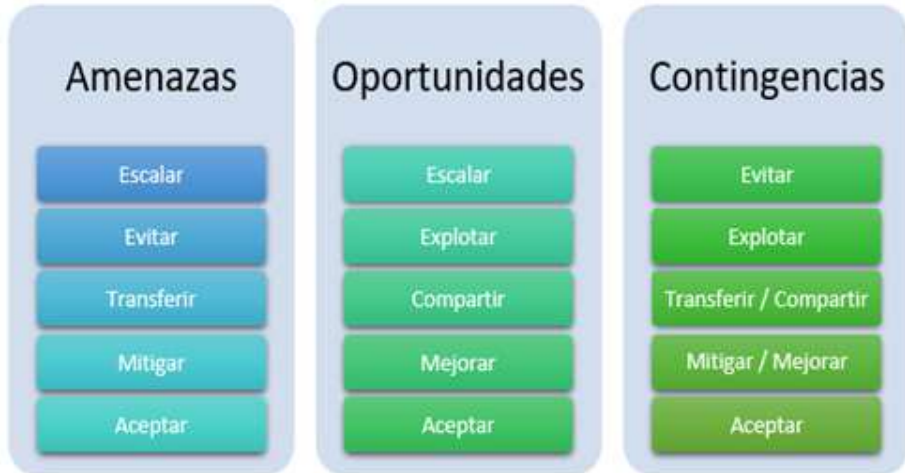 Amenazas
Escalar
Evitar
Transferir
Mitigar
Aceptar
Oportunidades
Escalar
Explotar
Compartir
Mejorar
Aceptar
Contingencias
Evitar
Explotar
Transferir / Compartir
Mitigar / Mejorar
Aceptar